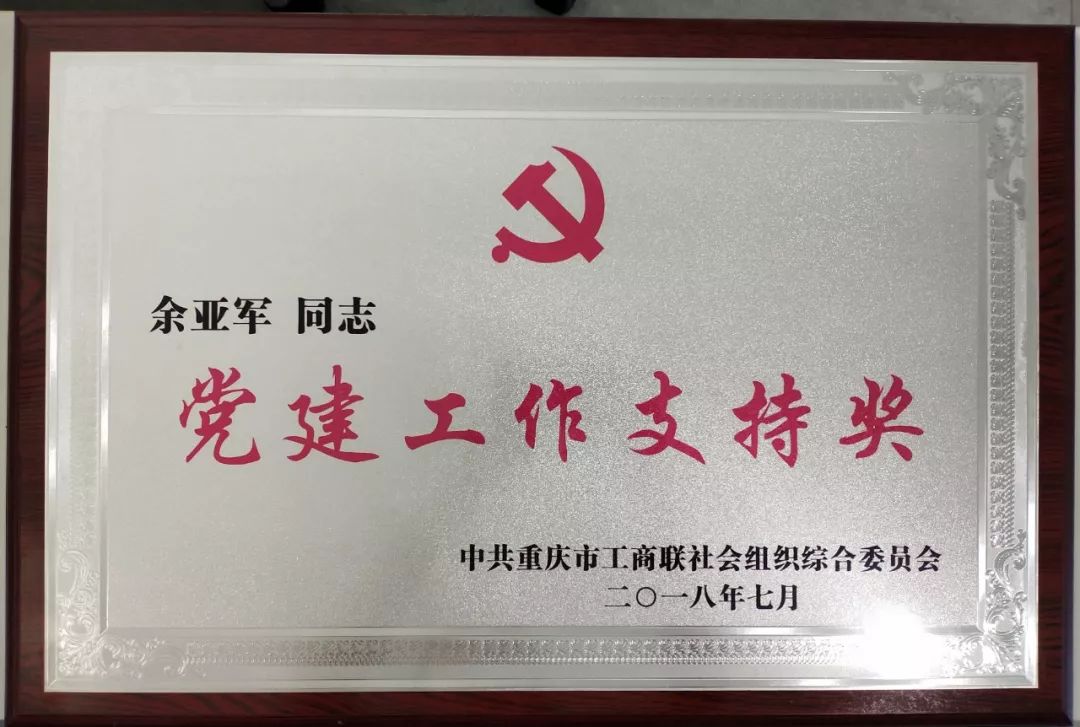 余亚军 同志
党建工作支持奖
中共重庆市工商联社会组织综合委员会
二〇一八年七月